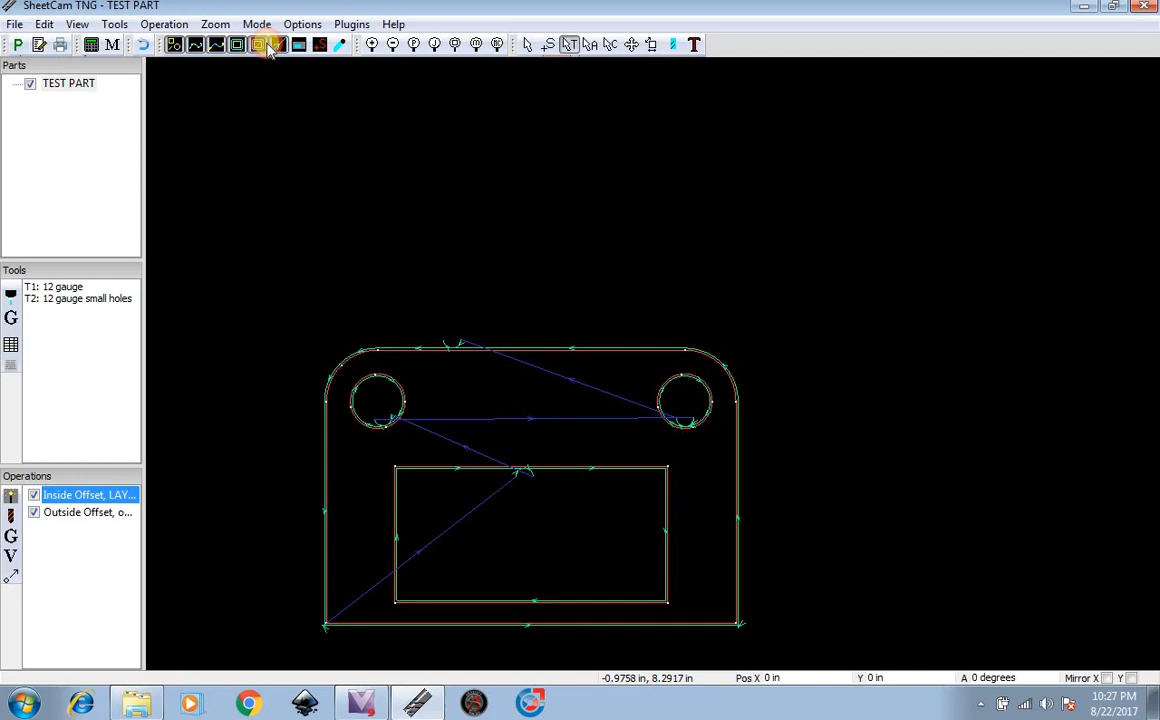 SheetCam TNG - TEST PART
File Edit View Tools Operation Zoom Mode Options Plugins Help
P M S P J S T A C T
Parts
TEST PART
Tools
T1: 12 gauge
T2: 12 gauge small holes
G
Operations
Inside Offset, LAY...
Outside Offset, o...
G
V
-0.9758 in, 8.2917 in Pos X 0 in Y 0 in A 0 degrees Mirror X Y
10:27 PM
8/22/2017